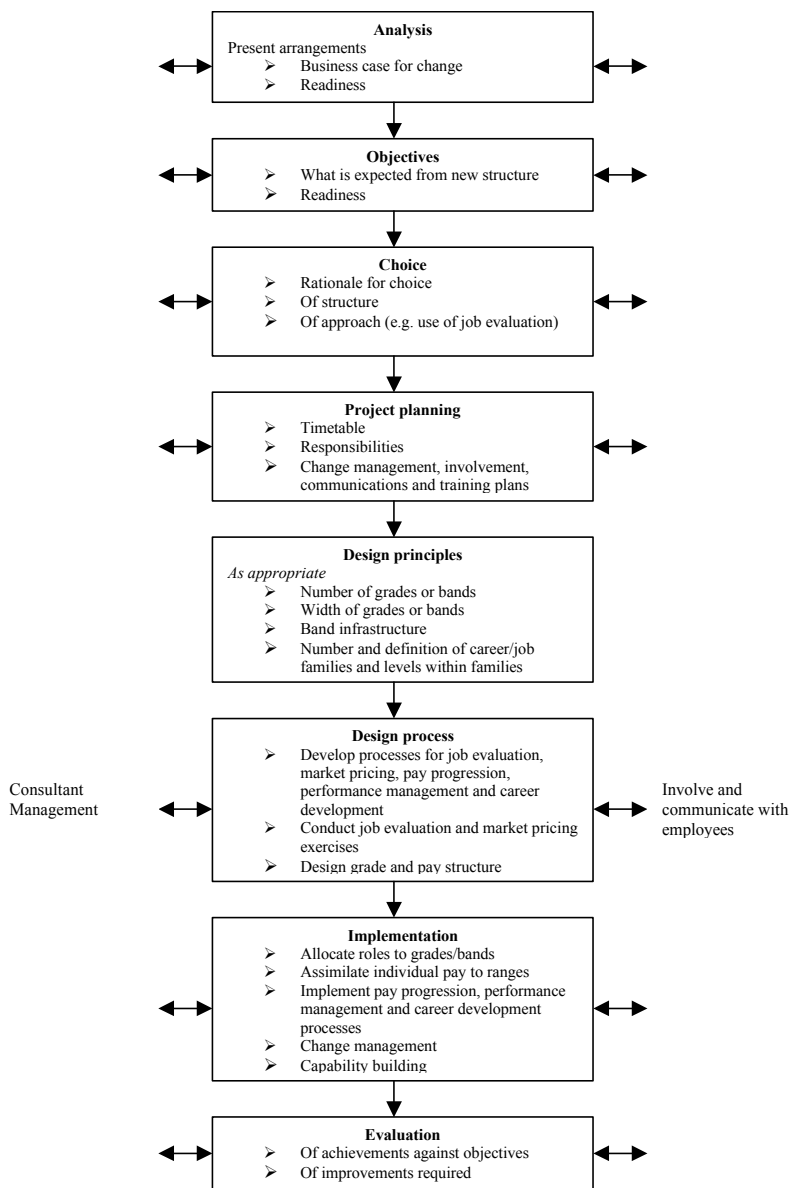 Analysis
Present arrangements
➢ Business case for change
➢ Readiness
Objectives
➢ What is expected from new structure
➢ Readiness
Choice
➢ Rationale for choice
➢ Of structure
➢ Of approach (e.g. use of job evaluation)
Project planning
➢ Timetable
➢ Responsibilities
➢ Change management, involvement,
communications and training plans
Design principles
As appropriate
➢ Number of grades or bands
➢ Width of grades or bands
➢ Band infrastructure
➢ Number and definition of career/job
families and levels within families
Consultant
Management
Design process
➢ Develop processes for job evaluation,
market pricing, pay progression,
performance management and career
development
➢ Conduct job evaluation and market pricing
exercises
➢ Design grade and pay structure
Involve and
communicate with
employees
Implementation
➢ Allocate roles to grades/bands
➢ Assimilate individual pay to ranges
➢ Implement pay progression, performance
management and career development
processes
➢ Change management
➢ Capability building
Evaluation
➢ Of achievements against objectives
➢ Of improvements required